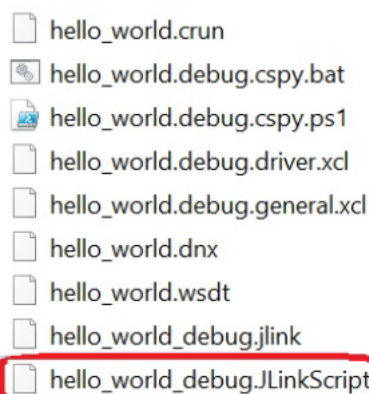 hello_world.crun
hello_world.debug.cspy.bat
hello_world.debug.cspy.ps1
hello_world.debug.driver.xcl
hello_world.debug.general.xcl
hello_world.dnx
hello_world.wsdt
hello_world_debug.jlink
hello_world_debug.JLinkScript